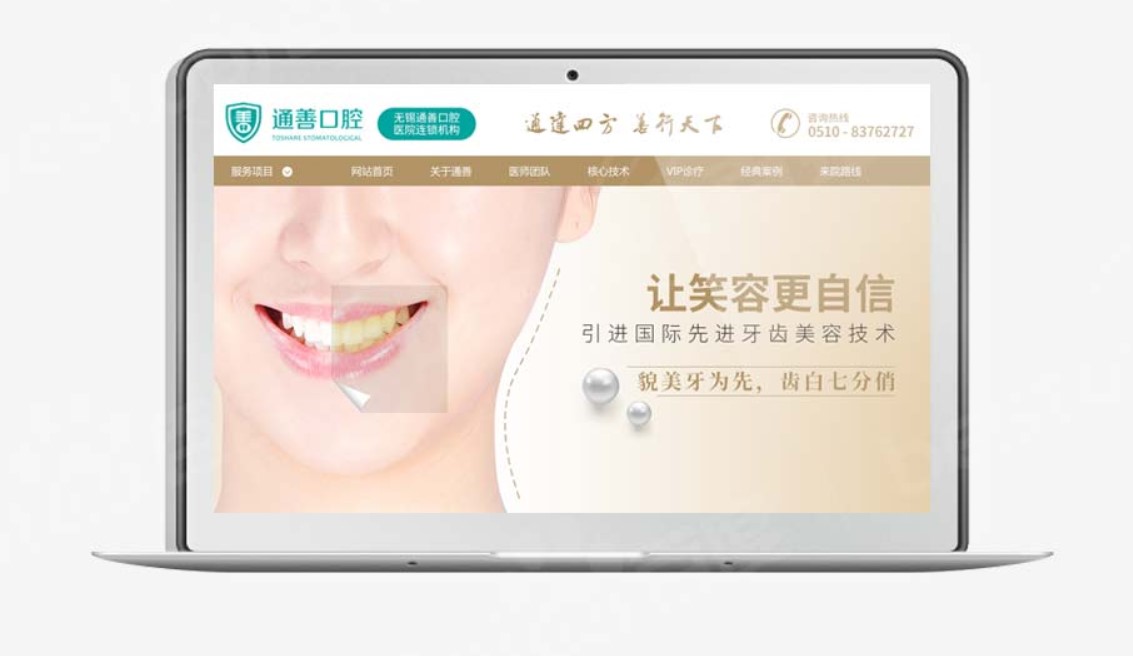 善
通善口腔
TOSHARE STOMATOLOGICAL
无锡通善口腔
医院连锁机构
通达四方 善行天下
咨询热线
0510 - 83762727
服务项目
网站首页 关于通善 医师团队 核心技术 VIP诊疗 经典案例 来院路线
让笑容更自信
引进国际先进牙齿美容技术
貌美牙为先，齿白七分俏